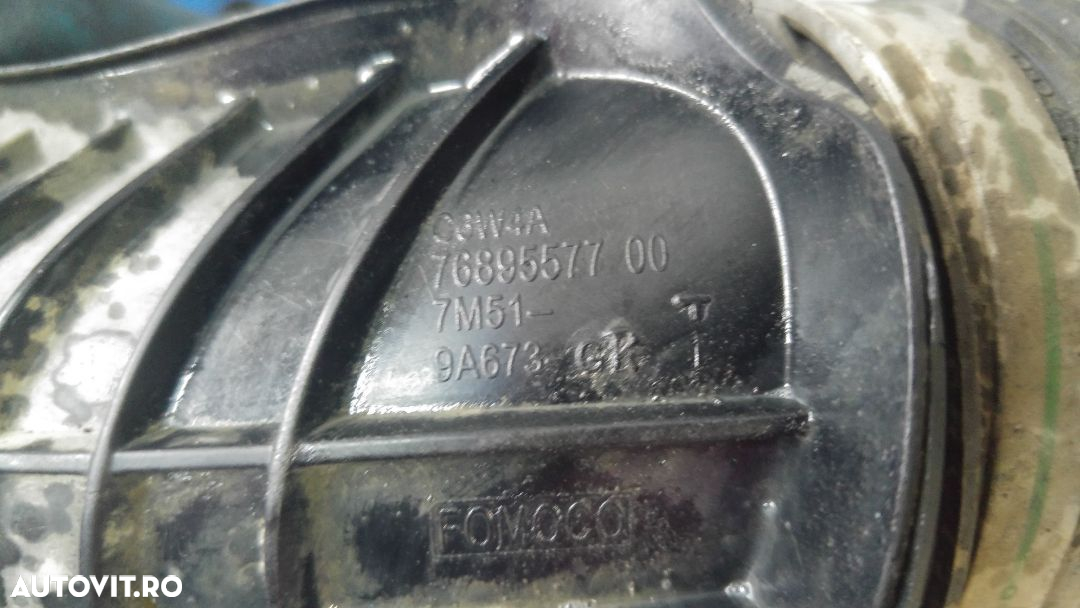 C3W4A
76895577 00
7M51-
9A673 T
FOMOCO
AUTOVIT.RO